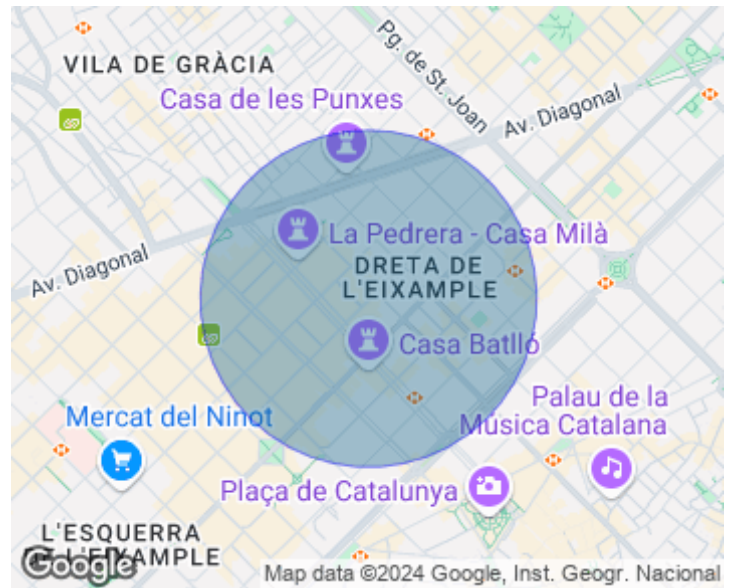 VILA DE GRÀCIA
Pg. de St. Joan
Casa de les Punxes
Av. Diagonal
La Pedrera - Casa Milà
Av. Diagonal
DRETA DE
L'EIXAMPLE
Casa Batlló
Palau de la
Música Catalana
Mercat del Ninot
Plaça de Catalunya
L'ESQUERRA
DE L'EIXAMPLE
Google
Map data ©2024 Google, Inst. Geogr. Nacional